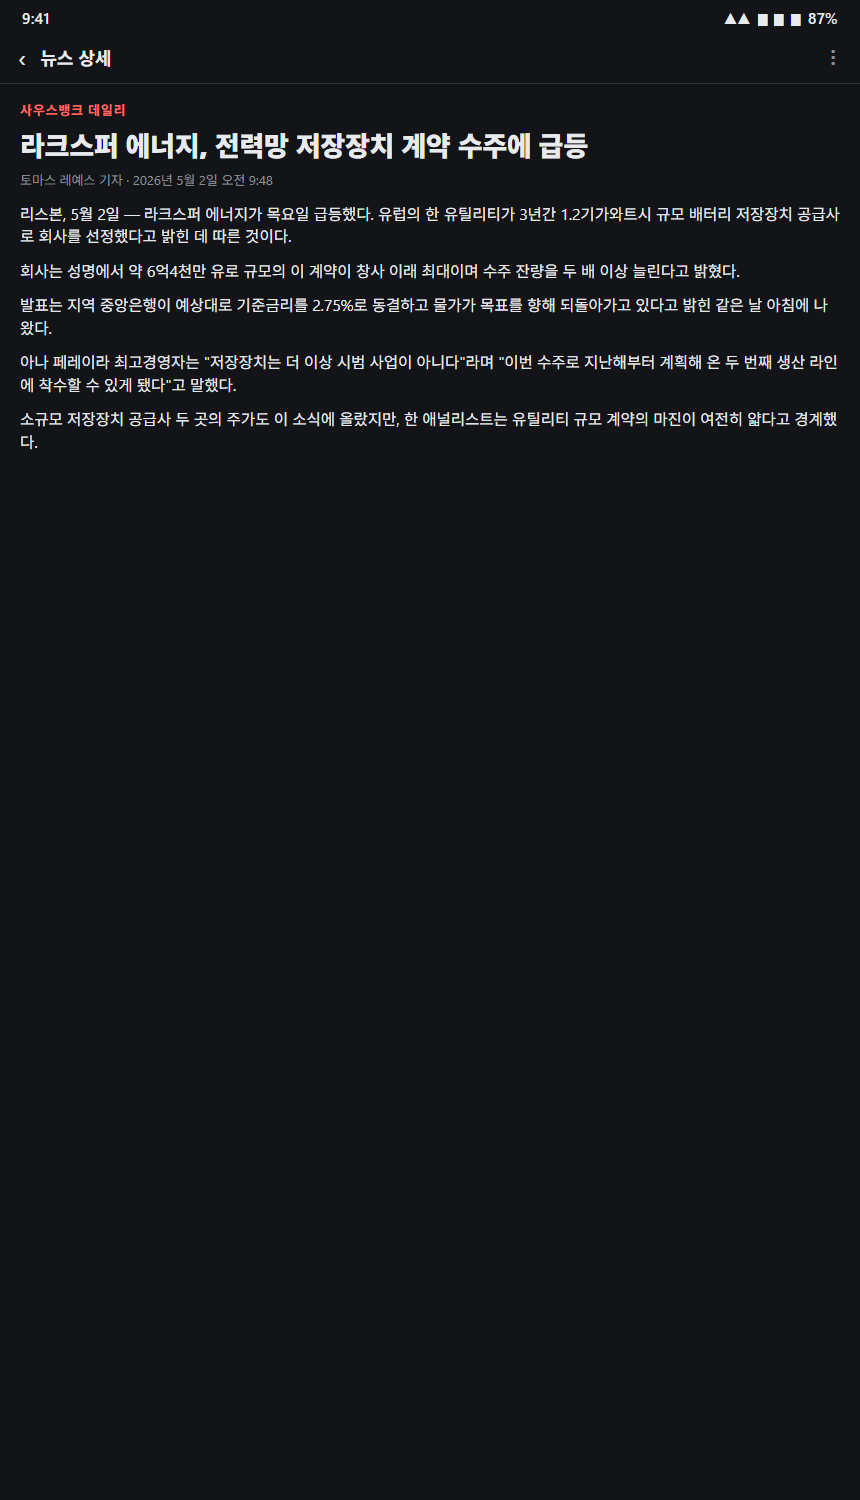 9:41
87%
‹ 뉴스 상세
사우스뱅크 데일리
라크스퍼 에너지, 전력망 저장장치 계약 수주에 급등
토마스 레예스 기자 · 2026년 5월 2일 오전 9:48
리스본, 5월 2일 — 라크스퍼 에너지가 목요일 급등했다. 유럽의 한 유틸리티가 3년간 1.2기가와트시 규모 배터리 저장장치 공급사
로 회사를 선정했다고 밝힌 데 따른 것이다.
회사는 성명에서 약 6억4천만 유로 규모의 이 계약이 창사 이래 최대이며 수주 잔량을 두 배 이상 늘린다고 밝혔다.
발표는 지역 중앙은행이 예상대로 기준금리를 2.75%로 동결하고 물가가 목표를 향해 되돌아가고 있다고 밝힌 같은 날 아침에 나
왔다.
아나 페레이라 최고경영자는 "저장장치는 더 이상 시범 사업이 아니다"라며 "이번 수주로 지난해부터 계획해 온 두 번째 생산 라인
에 착수할 수 있게 됐다"고 말했다.
소규모 저장장치 공급사 두 곳의 주가도 이 소식에 올랐지만, 한 애널리스트는 유틸리티 규모 계약의 마진이 여전히 얇다고 경계했
다.